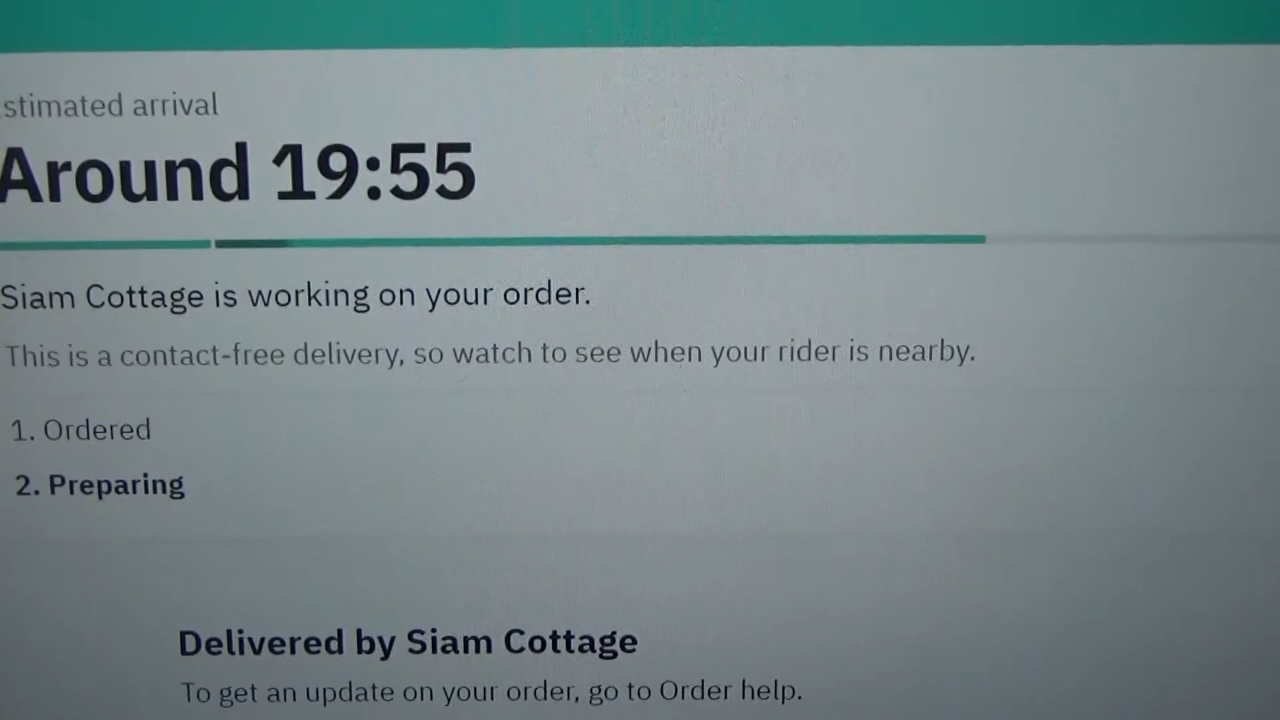 stimated arrival
Around 19:55
Siam Cottage is working on your order.
This is a contact-free delivery, so watch to see when your rider is nearby.
1. Ordered
2. Preparing
Delivered by Siam Cottage
To get an update on your order, go to Order help.